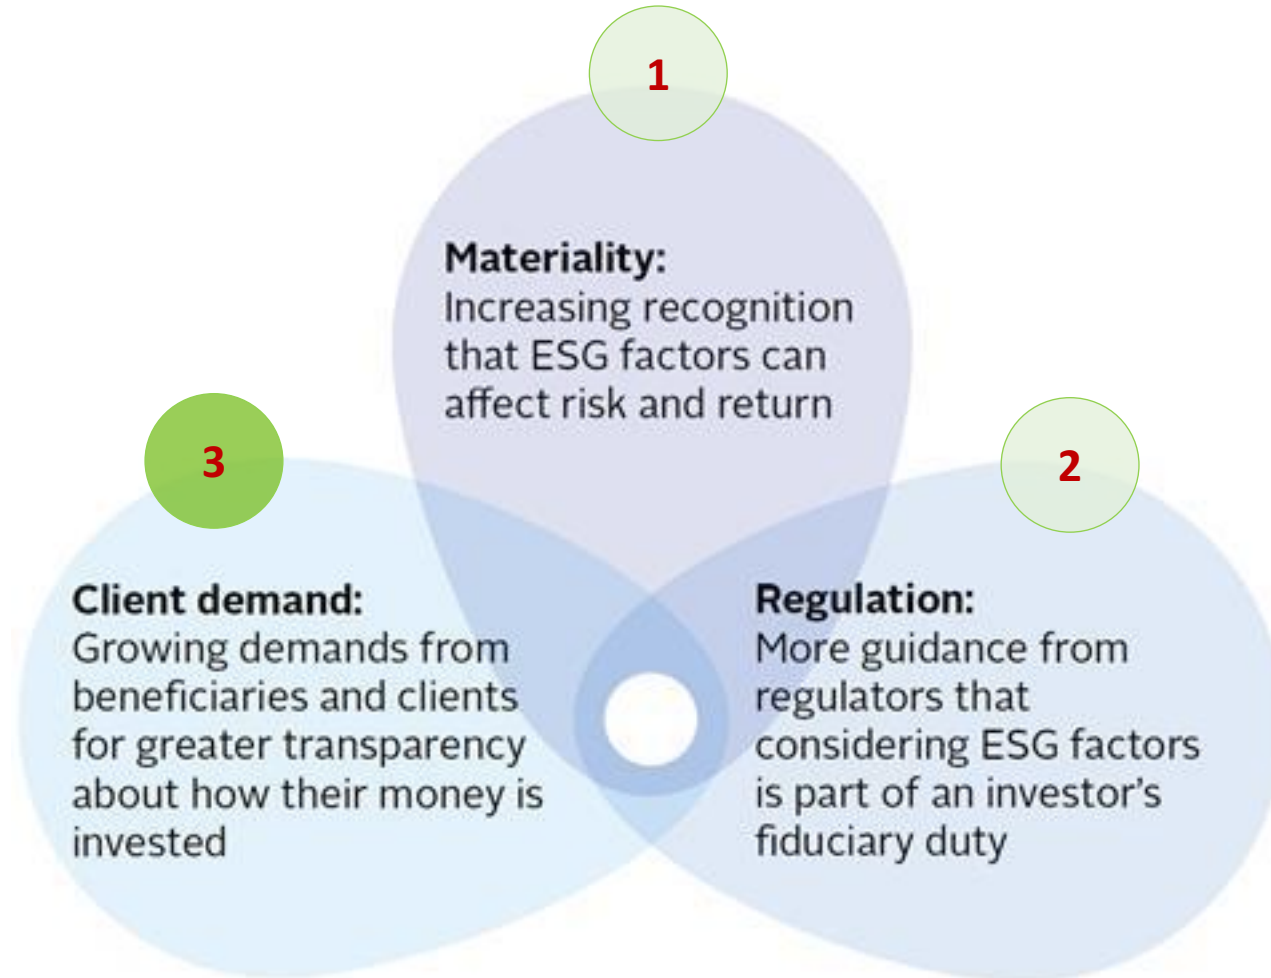 1
Materiality:
Increasing recognition
that ESG factors can
affect risk and return
3
Client demand:
Growing demands from
beneficiaries and clients
for greater transparency
about how their money is
invested
2
Regulation:
More guidance from
regulators that
considering ESG factors
is part of an investor’s
fiduciary duty